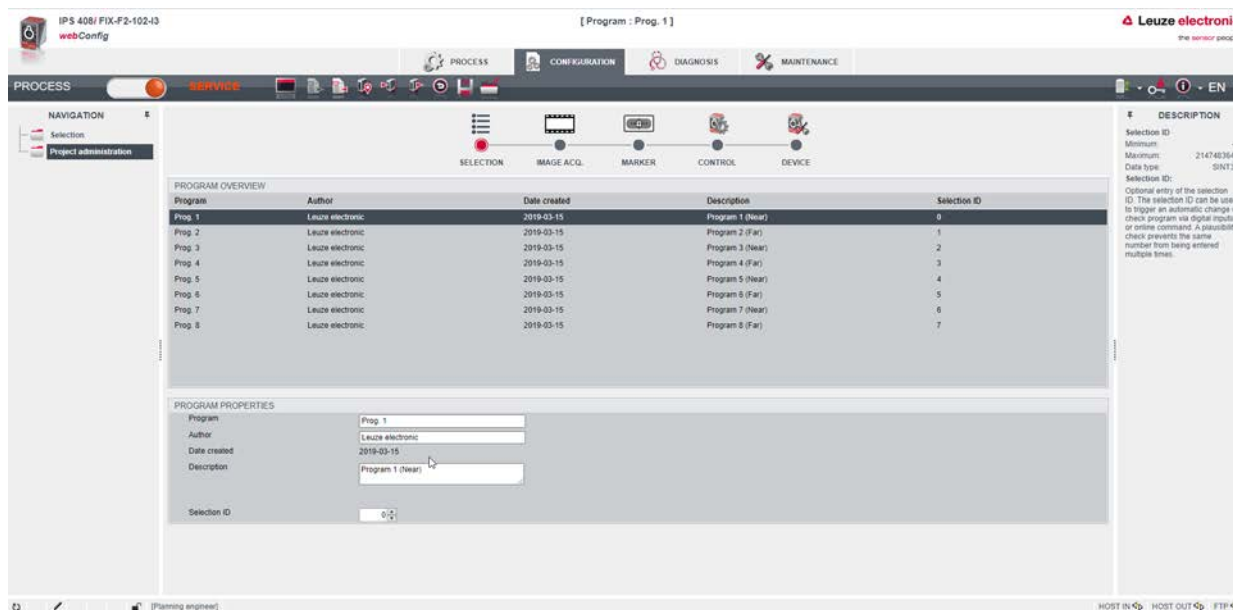 IPS 408i FIX-F2-102-I3
webConfig
[ Program : Prog. 1 ]
Leuze electroni
the sensor peop
PROCESS
CONFIGURATION
DIAGNOSIS
MAINTENANCE
PROCESS
SERVICE
EN
NAVIGATION
Selection
Project administration
SELECTION
IMAGE ACQ.
MARKER
CONTROL
DEVICE
PROGRAM OVERVIEW
Program Author Date created Description Selection ID
Prog. 1 Leuze electronic 2019-03-15 Program 1 (Near) 0
Prog. 2 Leuze electronic 2019-03-15 Program 2 (Far) 1
Prog. 3 Leuze electronic 2019-03-15 Program 3 (Near) 2
Prog. 4 Leuze electronic 2019-03-15 Program 4 (Far) 3
Prog. 5 Leuze electronic 2019-03-15 Program 5 (Near) 4
Prog. 6 Leuze electronic 2019-03-15 Program 6 (Far) 5
Prog. 7 Leuze electronic 2019-03-15 Program 7 (Near) 6
Prog. 8 Leuze electronic 2019-03-15 Program 8 (Far) 7
PROGRAM PROPERTIES
Program Prog. 1
Author Leuze electronic
Date created 2019-03-15
Description Program 1 (Near)
Selection ID 0
DESCRIPTION
Selection ID
Minimum:
Maximum: 214748364
Data type: SINT3
Selection ID:
Optional entry of the selection
ID. The selection ID can be use
to trigger an automatic change
check program via digital inputs
or online command. A plausibilit
check prevents the same
number from being entered
multiple times.
[Planning engineer]
HOST IN HOST OUT FTP